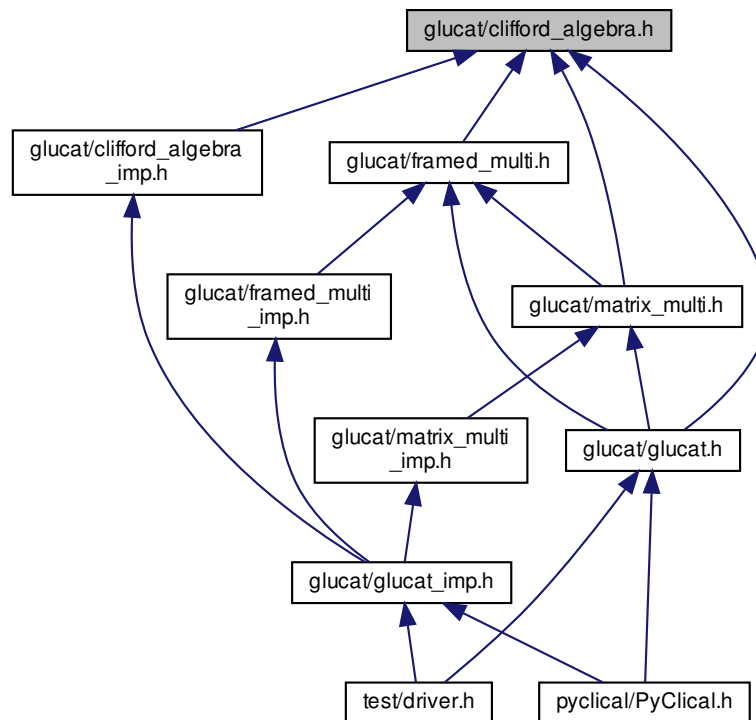 glucat/clifford_algebra.h
glucat/clifford_algebra
_imp.h
glucat/framed_multi.h
glucat/framed_multi
_imp.h
glucat/matrix_multi.h
glucat/matrix_multi
_imp.h
glucat/glucat.h
glucat/glucat_imp.h
test/driver.h
pyclical/PyClical.h